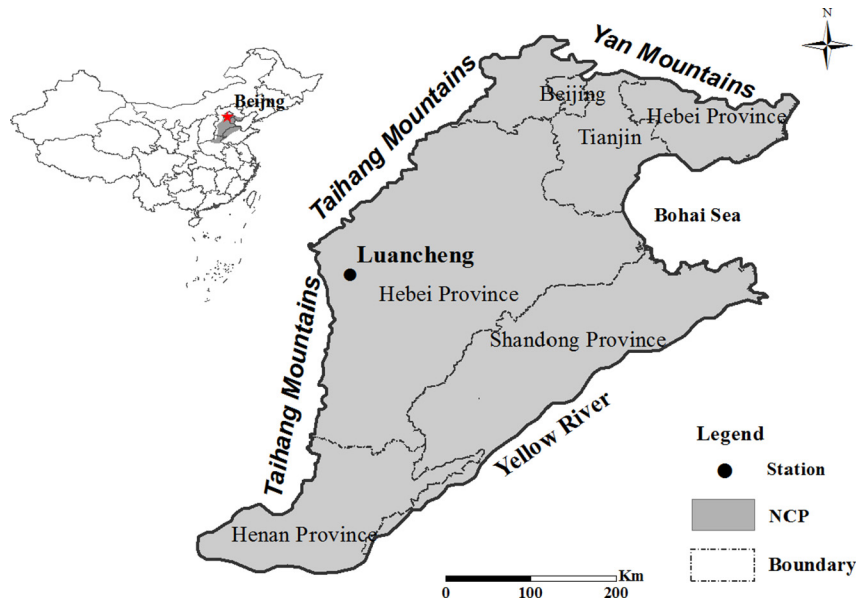 N
Yan Mountains
Taihang Mountains
Beijng
Beijing
Hebei Province
Tianjin
Bohai Sea
Luancheng
Hebei Province
Taihang Mountains
Shandong Province
Yellow River
Henan Province
Legend
Station
NCP
Boundary
Km
0 100 200